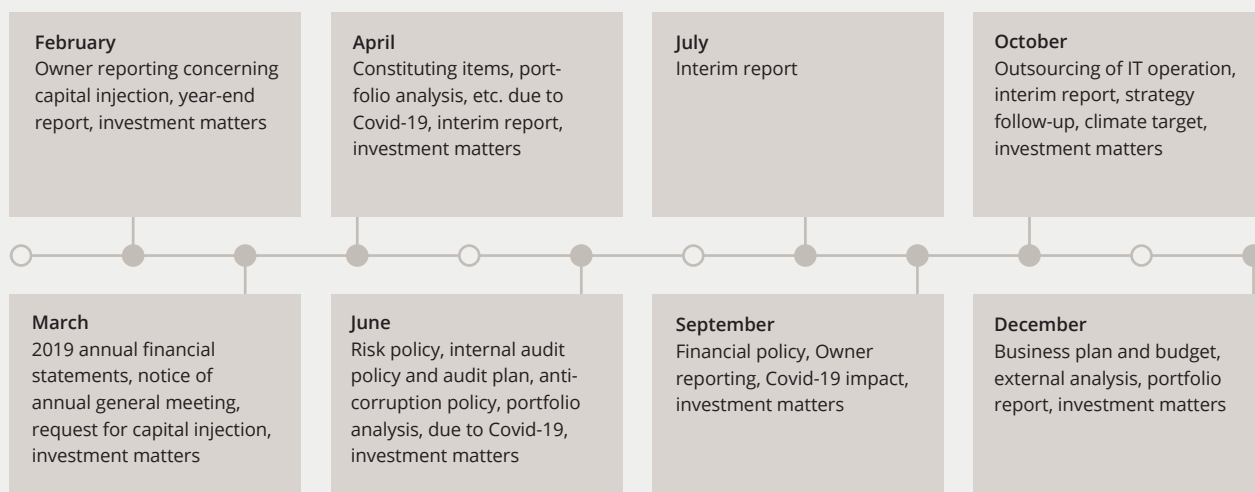 February
Owner reporting concerning
capital injection, year-end
report, investment matters
April
Constituting items, port-
folio analysis, etc. due to
Covid-19, interim report,
investment matters
July
Interim report
October
Outsourcing of IT operation,
interim report, strategy
follow-up, climate target,
investment matters
March
2019 annual financial
statements, notice of
annual general meeting,
request for capital injection,
investment matters
June
Risk policy, internal audit
policy and audit plan, anti-
corruption policy, portfolio
analysis, due to Covid-19,
investment matters
September
Financial policy, Owner
reporting, Covid-19 impact,
investment matters
December
Business plan and budget,
external analysis, portfolio
report, investment matters